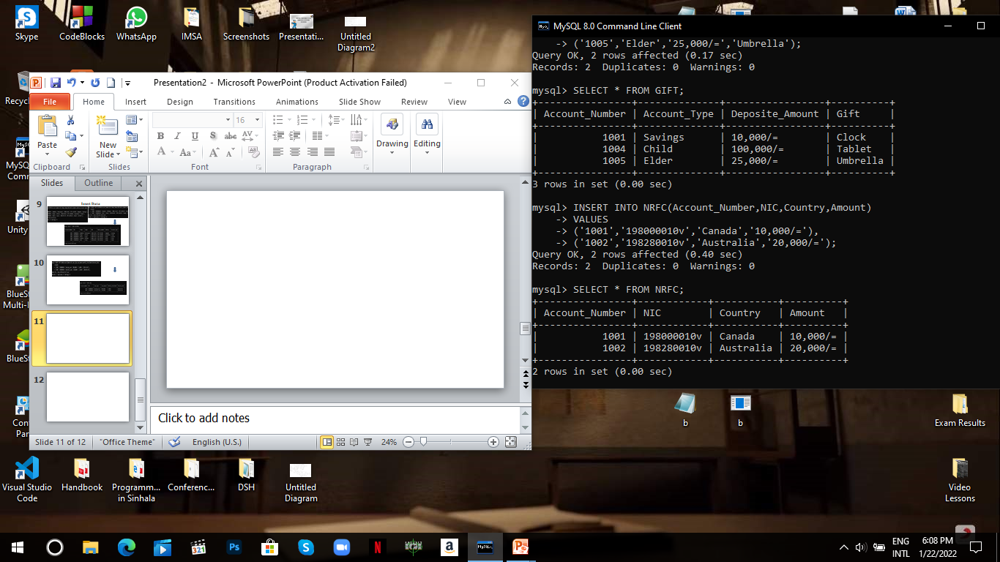 Skype
CodeBlocks
WhatsApp
IMSA
Screenshots
Presentati...
Untitled
Diagram2
MySQL 8.0 Command Line Client
-> ('1005','Elder','25,000/=','Umbrella');
Query OK, 2 rows affected (0.17 sec)
Records: 2  Duplicates: 0  Warnings: 0
mysql> SELECT * FROM GIFT;
+----------------+--------------+------------------+----------+
| Account_Number | Account_Type | Deposite_Amount | Gift     |
+----------------+--------------+------------------+----------+
|           1001 | Savings      | 10,000/=        | Clock    |
|           1004 | Child        | 100,000/=       | Tablet   |
|           1005 | Elder        | 25,000/=        | Umbrella |
+----------------+--------------+------------------+----------+
3 rows in set (0.00 sec)
mysql> INSERT INTO NRFC(Account_Number,NIC,Country,Amount)
-> VALUES
-> ('1001','198000010v','Canada','10,000/='),
-> ('1002','198280010v','Australia','20,000/=');
Query OK, 2 rows affected (0.40 sec)
Records: 2  Duplicates: 0  Warnings: 0
mysql> SELECT * FROM NRFC;
+----------------+------------+-----------+----------+
| Account_Number | NIC        | Country   | Amount   |
+----------------+------------+-----------+----------+
|           1001 | 198000010v | Canada    | 10,000/= |
|           1002 | 198280010v | Australia | 20,000/= |
+----------------+------------+-----------+----------+
2 rows in set (0.00 sec)
Presentation2 - Microsoft PowerPoint (Product Activation Failed)
File Home Insert Design Transitions Animations Slide Show Review View
Paste
New
Slide
16
B I U S abc AV
A Aa A A
Drawing
Editing
Clipboard Slides Font Paragraph
Slides Outline
9
Insert Data
10
11
12
Click to add notes
Slide 11 of 12 "Office Theme" English (U.S.) 24%
Recyc
MySQ
Comr
Unity
BlueSt
Multi-I
BlueSt
Cont
Par
b
b
Exam Results
Visual Studio
Code
Handbook
Programm...
in Sinhala
Conferenc...
DSH
Untitled
Diagram
Video
Lessons
321
Ps
S
N
a
MySQL
P
ENG
INTL
6:08 PM
1/22/2022